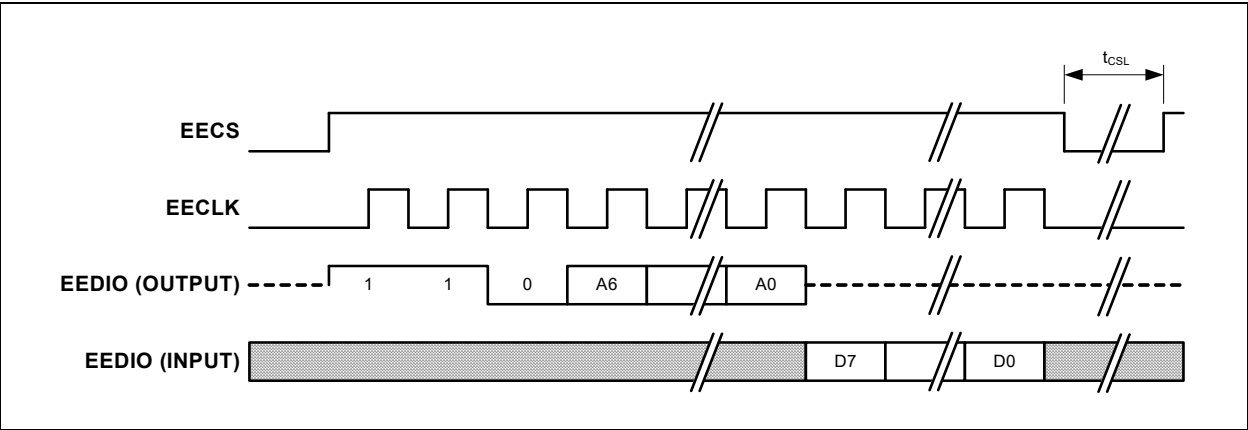 tCSL
EECS
EECLK
EEDIO (OUTPUT) 1 1 0 A6 A0
EEDIO (INPUT) D7 D0